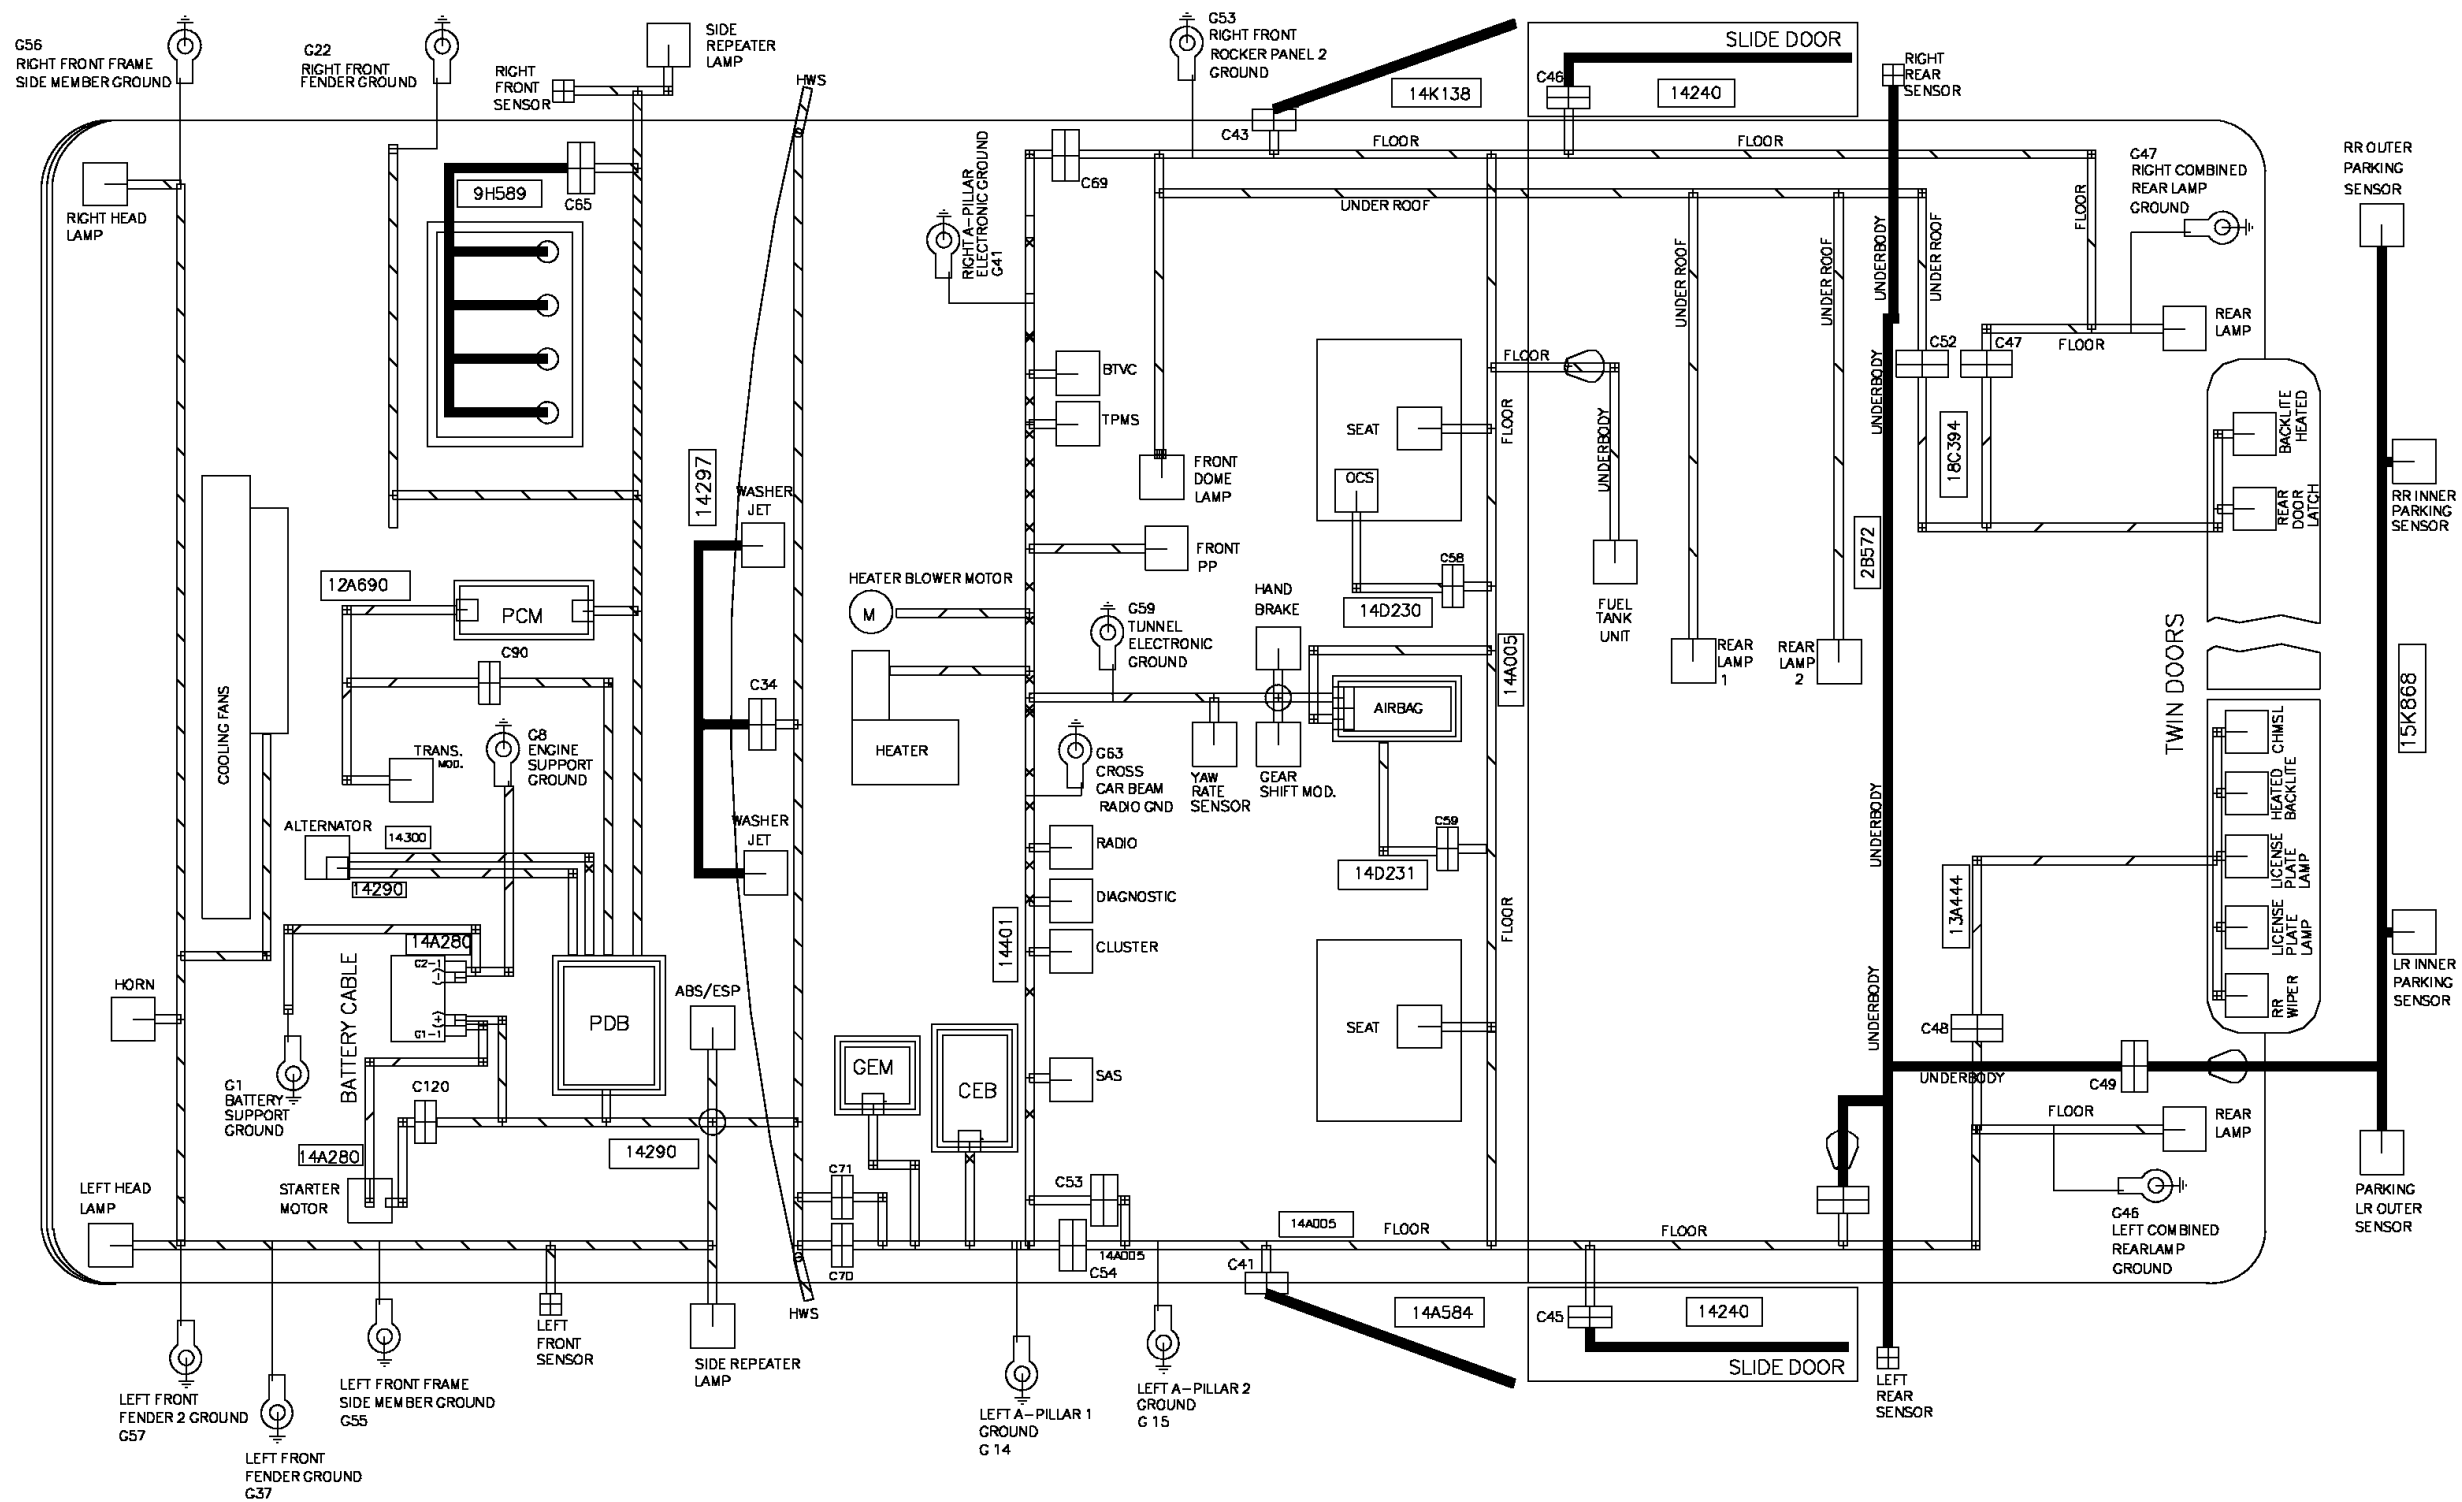 G56
RIGHT FRONT FRAME
SIDE MEMBER GROUND
G22
RIGHT FRONT
FENDER GROUND
RIGHT
FRONT
SENSOR
SIDE
REPEATER
LAMP
HWS
G53
RIGHT FRONT
ROCKER PANEL 2
GROUND
14K138
C43
SLIDE DOOR
C46
14240
RIGHT
REAR
SENSOR
RIGHT HEAD
LAMP
9H589
C65
RIGHT A-PILLAR
ELECTRONIC GROUND
G41
C69
FLOOR
FLOOR
UNDER ROOF
G47
RIGHT COMBINED
REAR LAMP
GROUND
RR OUTER
PARKING
SENSOR
FLOOR
UNDERBODY
UNDER ROOF
UNDER ROOF
UNDER ROOF
REAR
LAMP
FLOOR
C52
C47
BTVC
TPMS
FRONT
DOME
LAMP
SEAT
OCS
FLOOR
FLOOR
UNDERBODY
UNDERBODY
18C394
BACKLITE
HEATED
REAR
DOOR
LATCH
RR INNER
PARKING
SENSOR
14297
WASHER
JET
COOLING FANS
12A690
PCM
C90
HEATER BLOWER MOTOR
M
FRONT
PP
HAND
BRAKE
C58
14D230
FUEL
TANK
UNIT
2B572
G59
TUNNEL
ELECTRONIC
GROUND
14A005
REAR
LAMP
1
REAR
LAMP
2
TWIN DOORS
15K868
C34
TRANS.
MOD.
G8
ENGINE
SUPPORT
GROUND
HEATER
AIRBAG
G63
CROSS
CAR BEAM
RADIO GND
YAW
RATE
SENSOR
GEAR
SHIFT MOD.
CHMSL
HEATED
BACKLITE
LICENSE
PLATE
LAMP
LICENSE
PLATE
LAMP
RR
WIPER
ALTERNATOR
14300
14290
WASHER
JET
RADIO
DIAGNOSTIC
CLUSTER
14401
C59
14D231
FLOOR
UNDERBODY
UNDERBODY
13A444
LR INNER
PARKING
SENSOR
14A280
G2-1
-
+
G1-1
BATTERY CABLE
HORN
PDB
ABS/ESP
SEAT
C48
UNDERBODY
C49
G1
BATTERY
SUPPORT
GROUND
C120
GEM
CEB
SAS
FLOOR
REAR
LAMP
14A280
14290
LEFT HEAD
LAMP
STARTER
MOTOR
C71
C53
C70
14A005
C54
14A005
FLOOR
FLOOR
C41
G46
LEFT COMBINED
REARLAMP
GROUND
PARKING
LR OUTER
SENSOR
HWS
LEFT
FRONT
SENSOR
14A584
C45
14240
SLIDE DOOR
LEFT
REAR
SENSOR
SIDE REPEATER
LAMP
LEFT FRONT
FENDER 2 GROUND
G57
LEFT FRONT FRAME
SIDE MEMBER GROUND
G55
LEFT FRONT
FENDER GROUND
G37
LEFT A-PILLAR 1
GROUND
G 14
LEFT A-PILLAR 2
GROUND
G 15